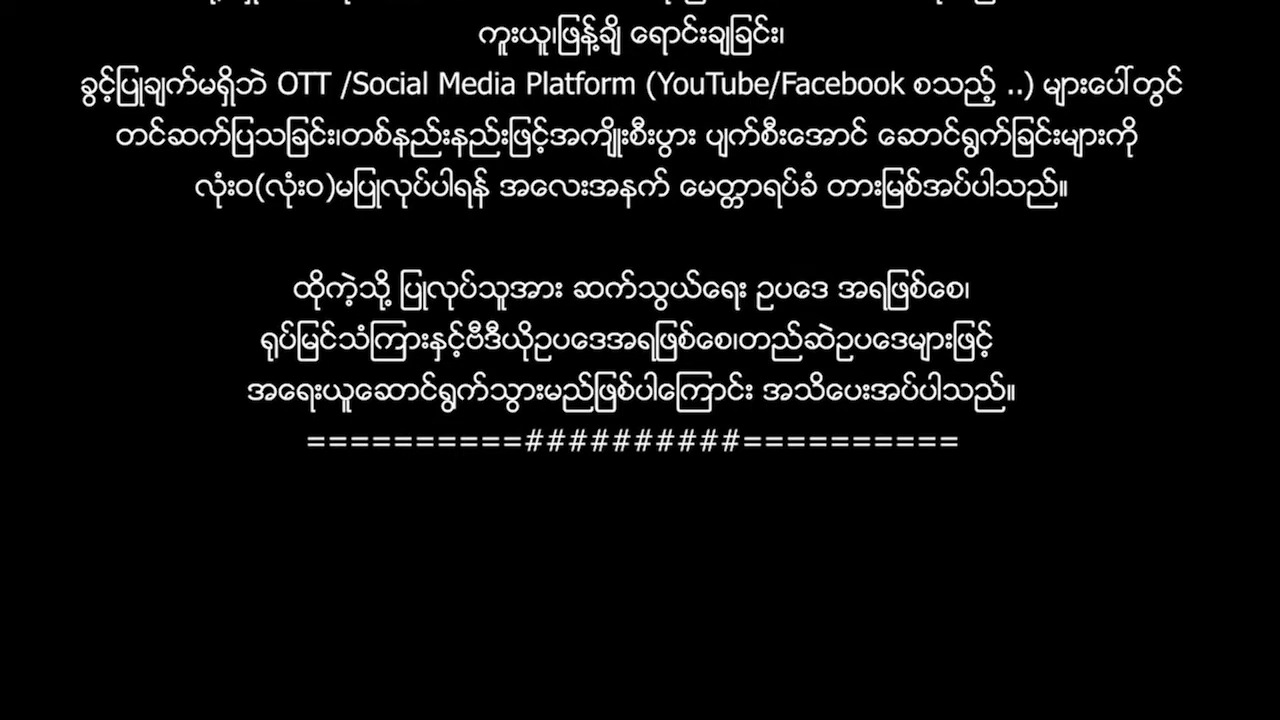 ကူးယူ၊ဖြန့်ချိ ရောင်းချခြင်း၊
ခွင့်ပြုချက်မရှိဘဲ OTT /Social Media Platform (YouTube/Facebook စသည့် ..) များပေါ်တွင်
တင်ဆက်ပြသခြင်း၊တစ်နည်းနည်းဖြင့်အကျိုးစီးပွား ပျက်စီးအောင် ဆောင်ရွက်ခြင်းများကို
လုံးဝ(လုံးဝ)မပြုလုပ်ပါရန် အလေးအနက် မေတ္တာရပ်ခံ တားမြစ်အပ်ပါသည်။
ထိုကဲ့သို့ ပြုလုပ်သူအား ဆက်သွယ်ရေး ဥပဒေ အရဖြစ်စေ၊
ရုပ်မြင်သံကြားနှင့်ဗီဒီယိုဥပဒေအရဖြစ်စေ၊တည်ဆဲဥပဒေများဖြင့်
အရေးယူဆောင်ရွက်သွားမည်ဖြစ်ပါကြောင်း အသိပေးအပ်ပါသည်။
==========##########==========